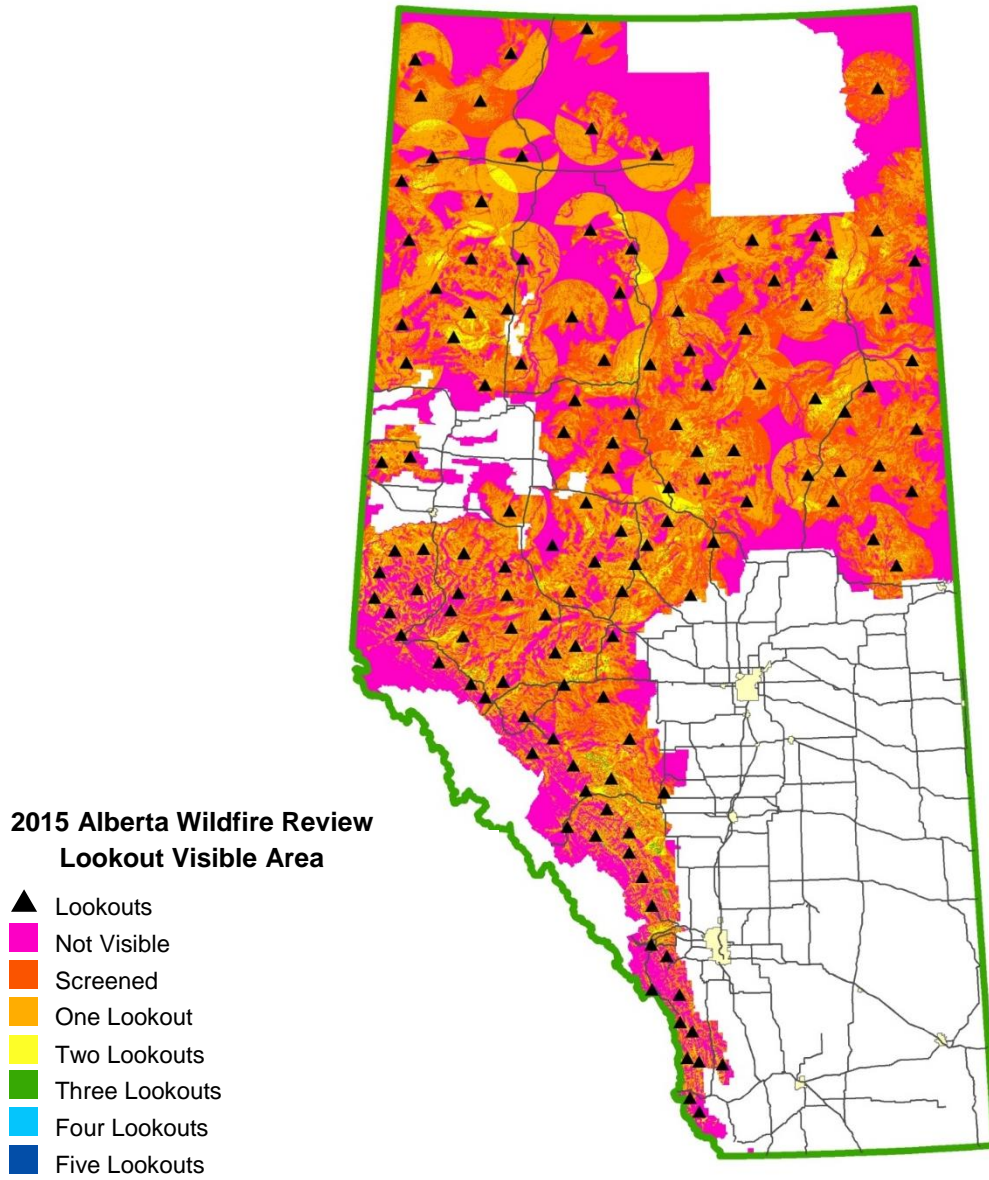 2015 Alberta Wildfire Review
Lookout Visible Area
Lookouts
Not Visible
Screened
One Lookout
Two Lookouts
Three Lookouts
Four Lookouts
Five Lookouts